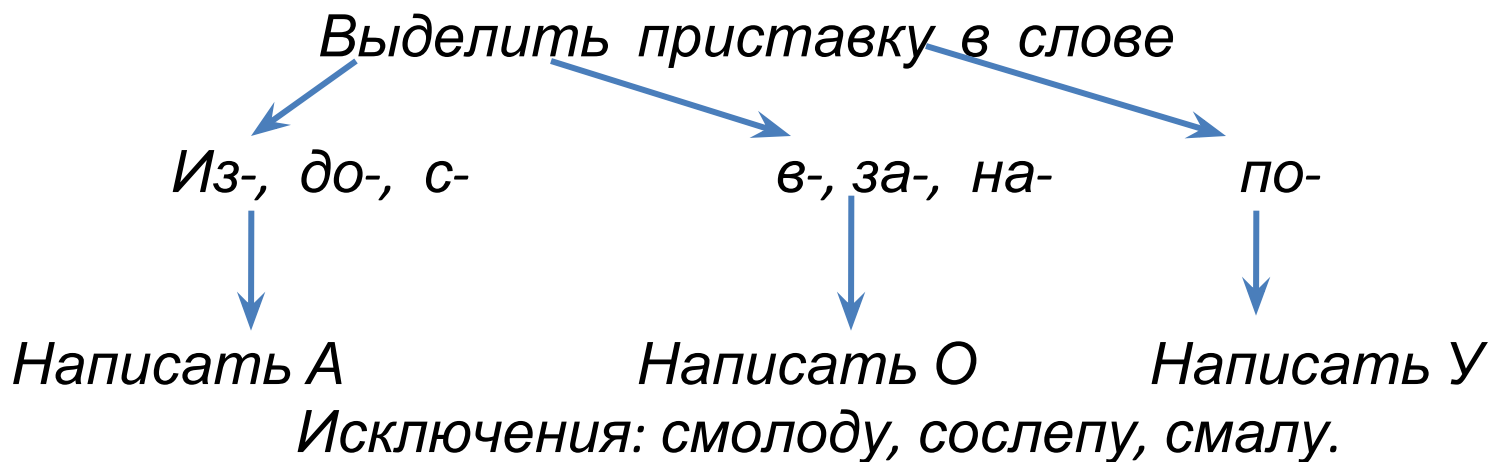 Выделить приставку в слове
Из-, до-, с- в-, за-, на- по-
Написать А Написать О Написать У
Исключения: смолоду, сослепу, смалу.